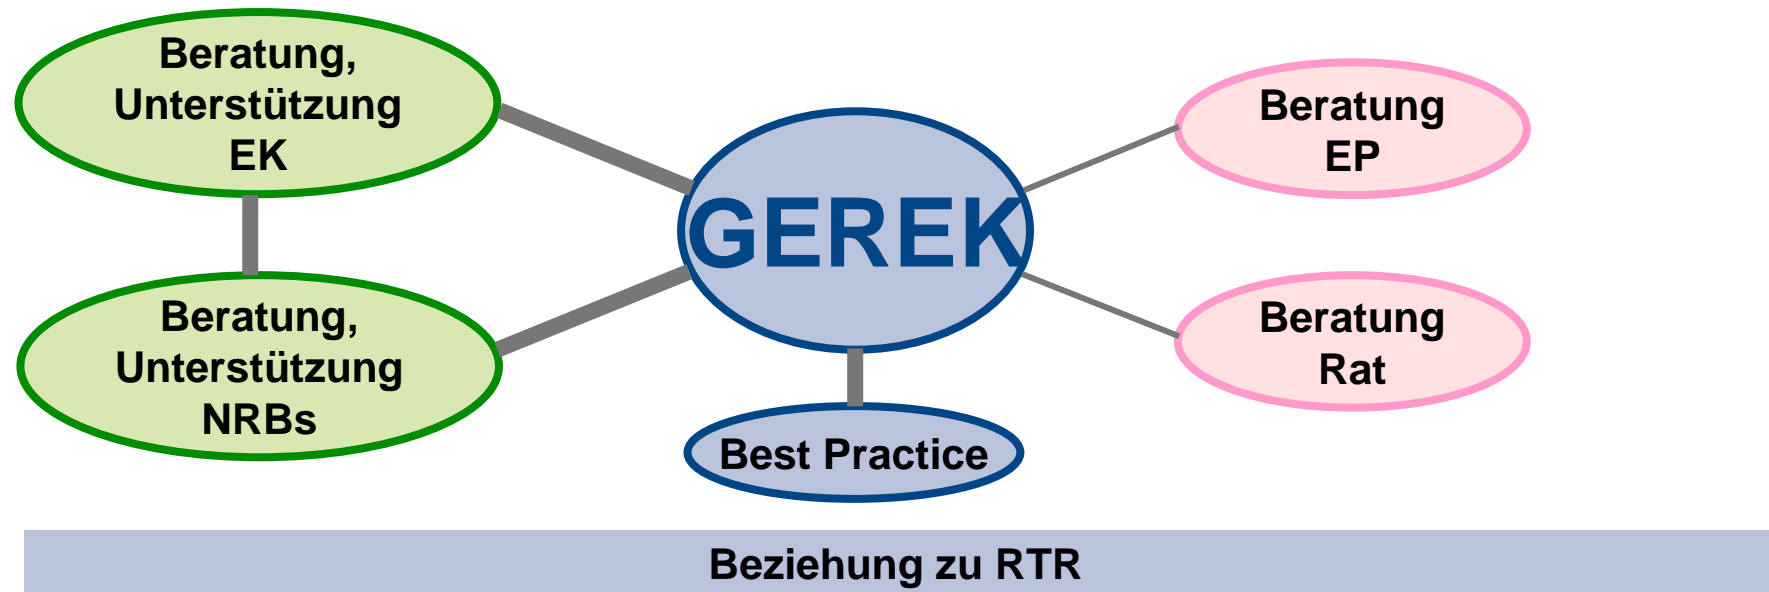 Beratung,
Unterstützung
EK
Beratung
EP
GEREK
Beratung,
Unterstützung
NRBs
Beratung
Rat
Best Practice
Beziehung zu RTR